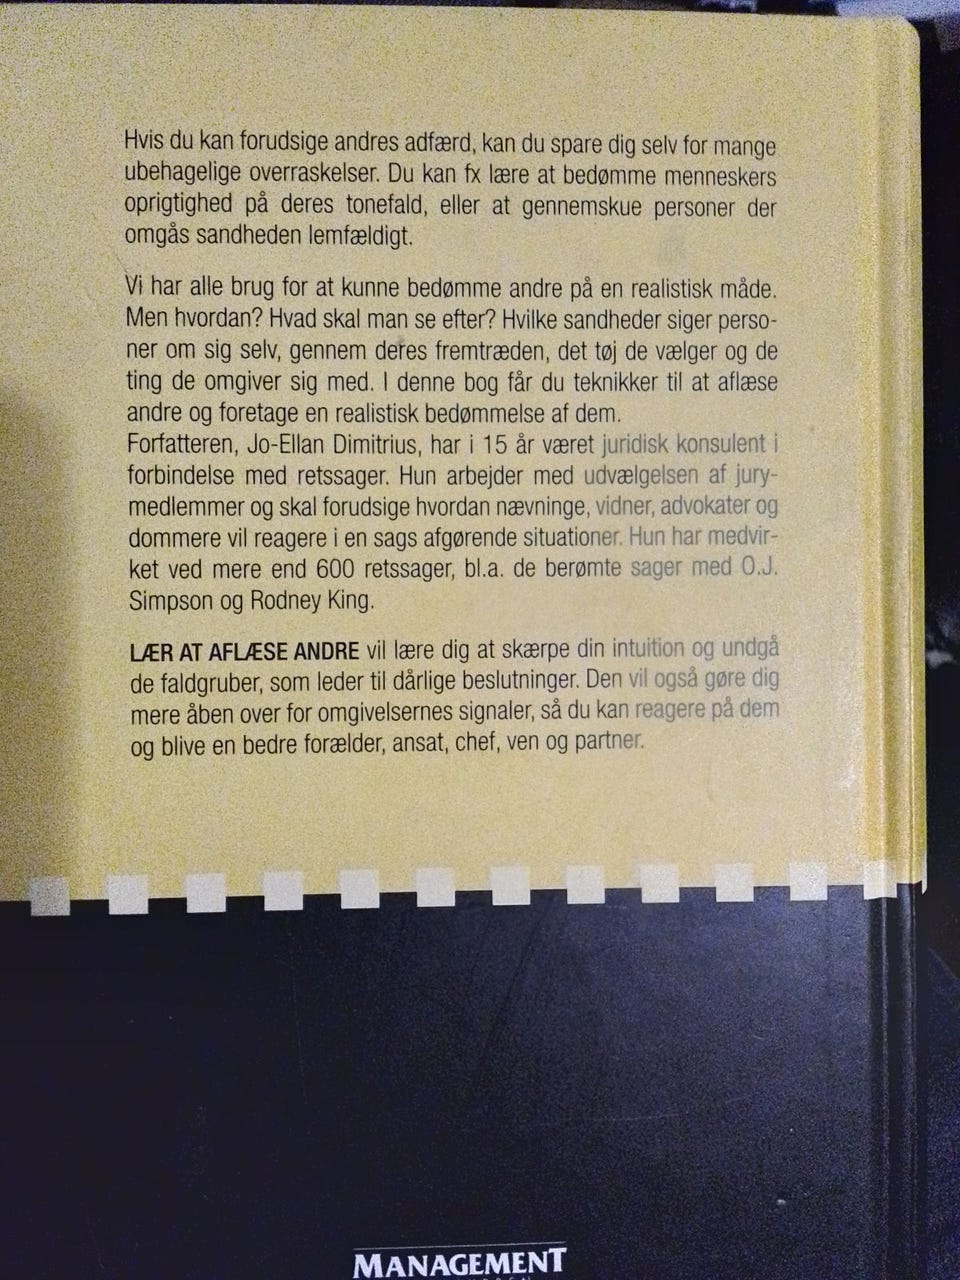 Hvis du kan forudsige andres adfærd, kan du spare dig selv for mange
ubehagelige overraskelser. Du kan fx lære at bedømme menneskers
oprigtighed på deres tonefald, eller at gennemskue personer der
omgås sandheden lemfældigt.
Vi har alle brug for at kunne bedømme andre på en realistisk måde.
Men hvordan? Hvad skal man se efter? Hvilke sandheder siger perso-
ner om sig selv, gennem deres fremtræden, det tøj de vælger og de
ting de omgiver sig med. I denne bog får du teknikker til at aflæse
andre og foretage en realistisk bedømmelse af dem.
Forfatteren, Jo-Ellan Dimitrius, har i 15 år været juridisk konsulent i
forbindelse med retssager. Hun arbejder med udvælgelsen af jury-
medlemmer og skal forudsige hvordan nævninge, vidner, advokater og
dommere vil reagere i en sags afgørende situationer. Hun har medvir-
ket ved mere end 600 retssager, bl.a. de berømte sager med O.J.
Simpson og Rodney King.
LÆR AT AFLÆSE ANDRE vil lære dig at skærpe din intuition og undgå
de faldgruber, som leder til dårlige beslutninger. Den vil også gøre dig
mere åben over for omgivelsernes signaler, så du kan reagere på dem
og blive en bedre forælder, ansat, chef, ven og partner.
MANAGEMENT